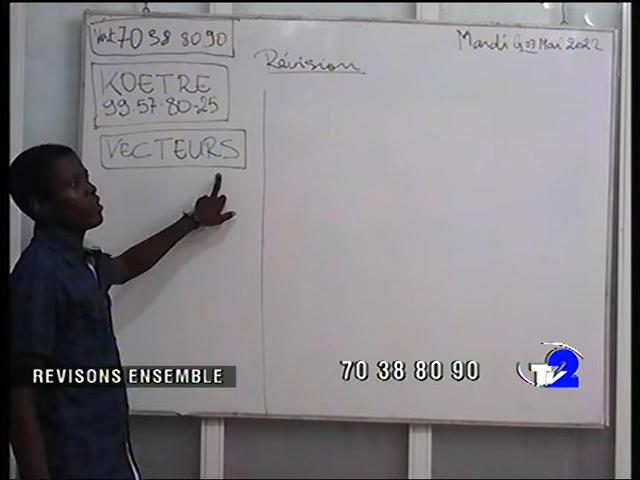 70 38 80 90
Mardi 03 Mai 2022
Révision
KOETRE
99.57.80.25
VECTEURS
REVISONS ENSEMBLE
70 38 80 90
TV2